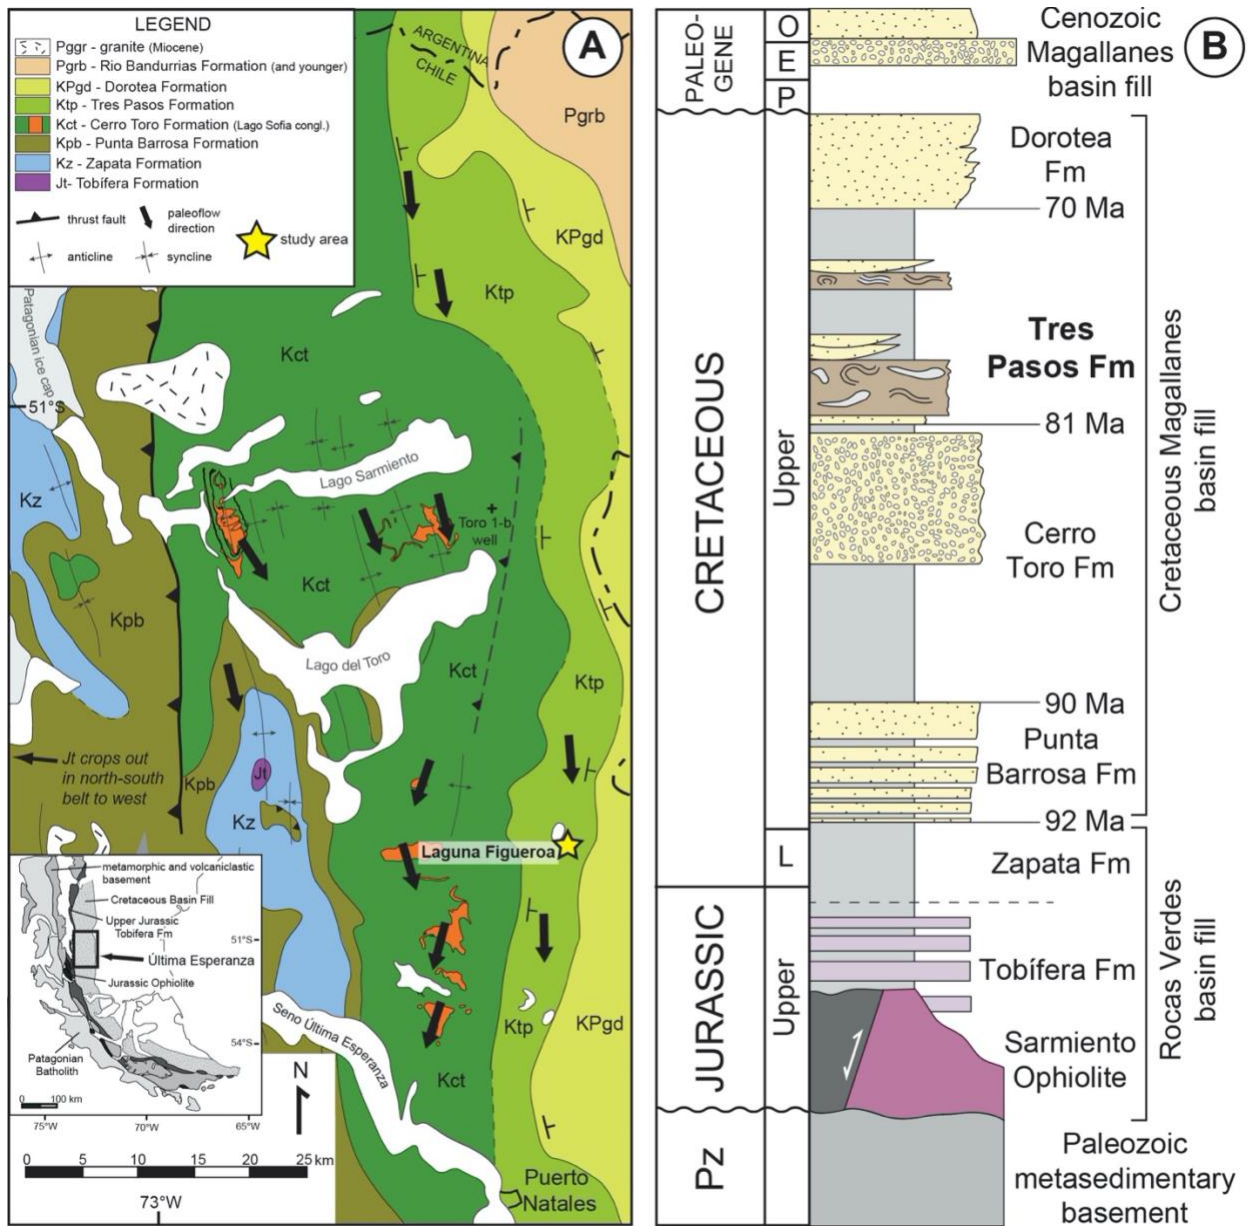 LEGEND
Pggr - granite (Miocene)
Pgrb - Rio Bandurrias Formation (and younger)
KPgd - Dorotea Formation
Ktp - Tres Pasos Formation
Kct - Cerro Toro Formation (Lago Sofia congl.)
Kpb - Punta Barrosa Formation
Kz - Zapata Formation
Jt- Tobífera Formation
thrust fault
paleoflow
direction
study area
anticline
syncline
A
ARGENTINA
CHILE
Pgrb
KPgd
Ktp
Kct
Patagonian ice cap
51°S
Lago Sarmiento
Kz
Toro 1-b
well
Kct
Kpb
Lago del Toro
Kct
Ktp
Jt crops out
in north-south
belt to west
Kpb
Jt
Kz
Laguna Figueroa
metamorphic and volcaniclastic
basement
Cretaceous Basin Fill
Upper Jurassic
Tobifera Fm
51°S
Última Esperanza
Jurassic Ophiolite
54°S
Patagonian
Batholith
0 100 km
75°W 70°W 65°W
Seno Última Esperanza
Ktp
KPgd
Kct
N
0 5 10 15 20 25 km
73°W
Puerto
Natales
B
PALEO-
GENE
O
E
P
Cenozoic
Magallanes
basin fill
Dorotea
Fm
70 Ma
Tres
Pasos Fm
81 Ma
CRETACEOUS
Upper
Cerro
Toro Fm
Cretaceous Magallanes
basin fill
90 Ma
Punta
Barrosa Fm
92 Ma
L
Zapata Fm
JURASSIC
Upper
Tobífera Fm
Sarmiento
Ophiolite
Rocas Verdes
basin fill
Pz
Paleozoic
metasedimentary
basement